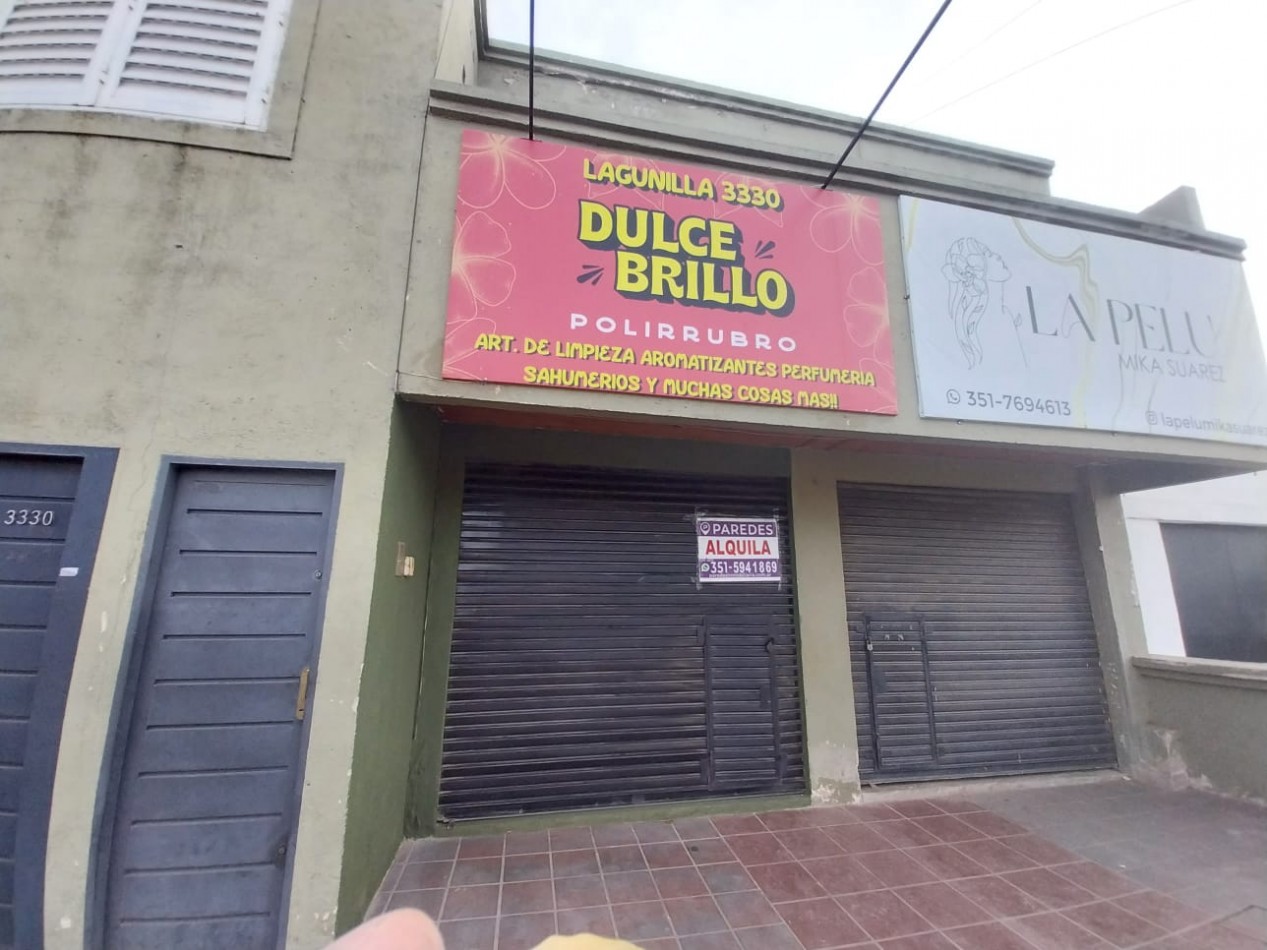 LAGUNILLA 3330
DULCE
BRILLO
POLIRRUBRO
ART. DE LIMPIEZA AROMATIZANTES PERFUMERIA
SAHUMERIOS Y MUCHAS COSAS MAS!!
LA PELU
MIKA SUAREZ
351-7694613
lapelumikasuarez
3330
PAREDES
ALQUILA
351-5941869